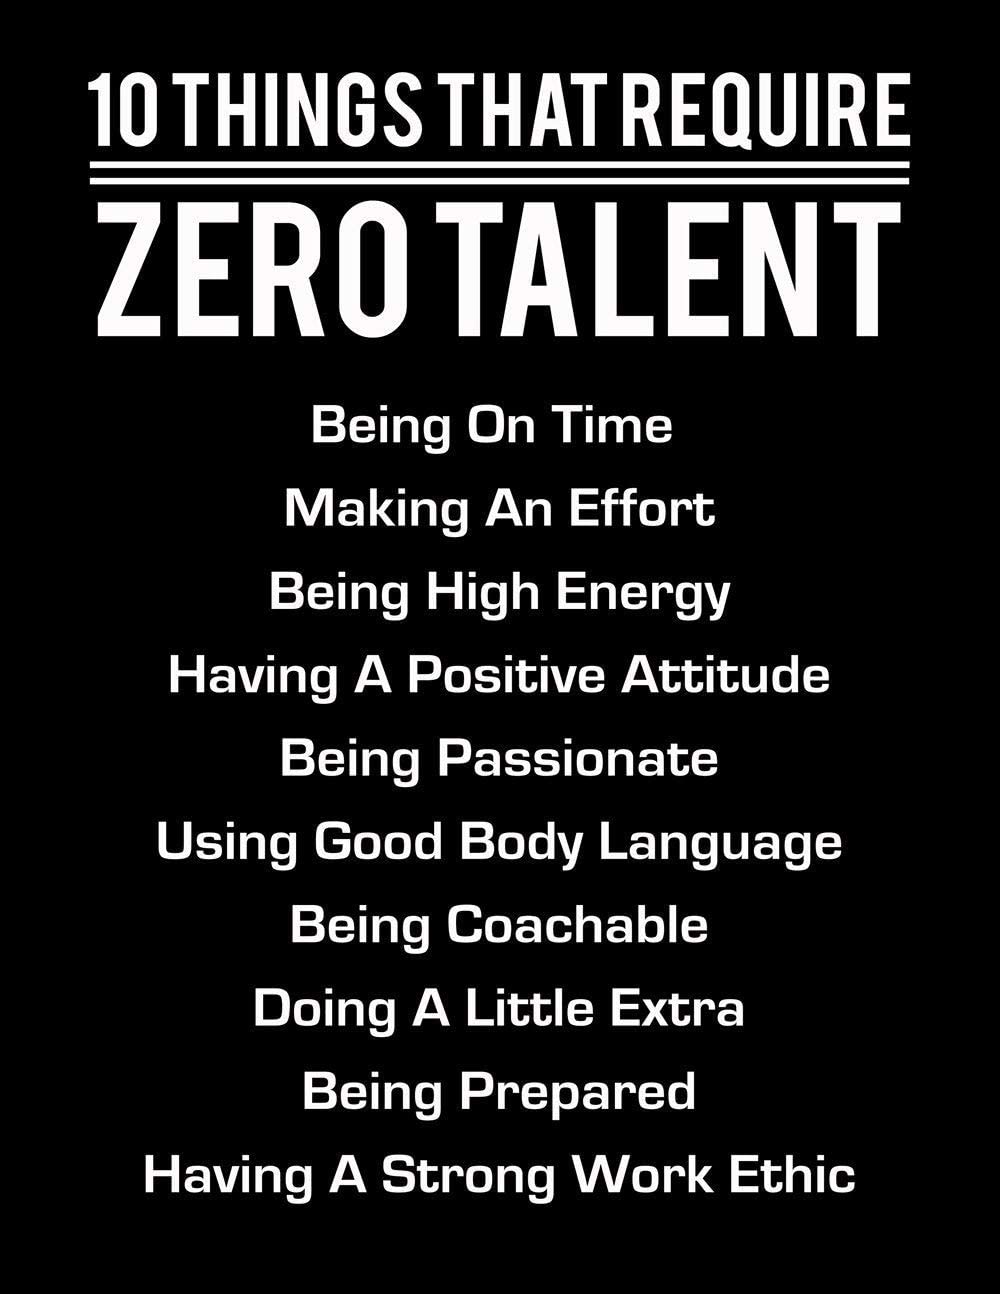 10 THINGS THAT REQUIRE
ZERO TALENT
Being On Time
Making An Effort
Being High Energy
Having A Positive Attitude
Being Passionate
Using Good Body Language
Being Coachable
Doing A Little Extra
Being Prepared
Having A Strong Work Ethic